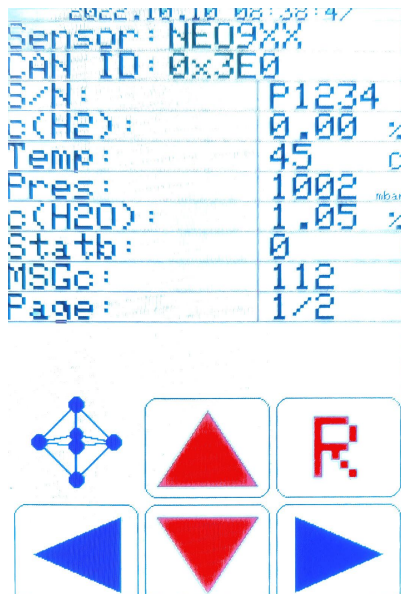 2022.10.10 08:38:47
Sensor: NEO9XX
CAN ID: 0x3E0
S/N: P1234
c(H2): 0.00 %
Temp: 45 C
Pres: 1002 mbar
c(H2O): 1.05 %
Statb: 0
MSGc: 112
Page: 1/2
R